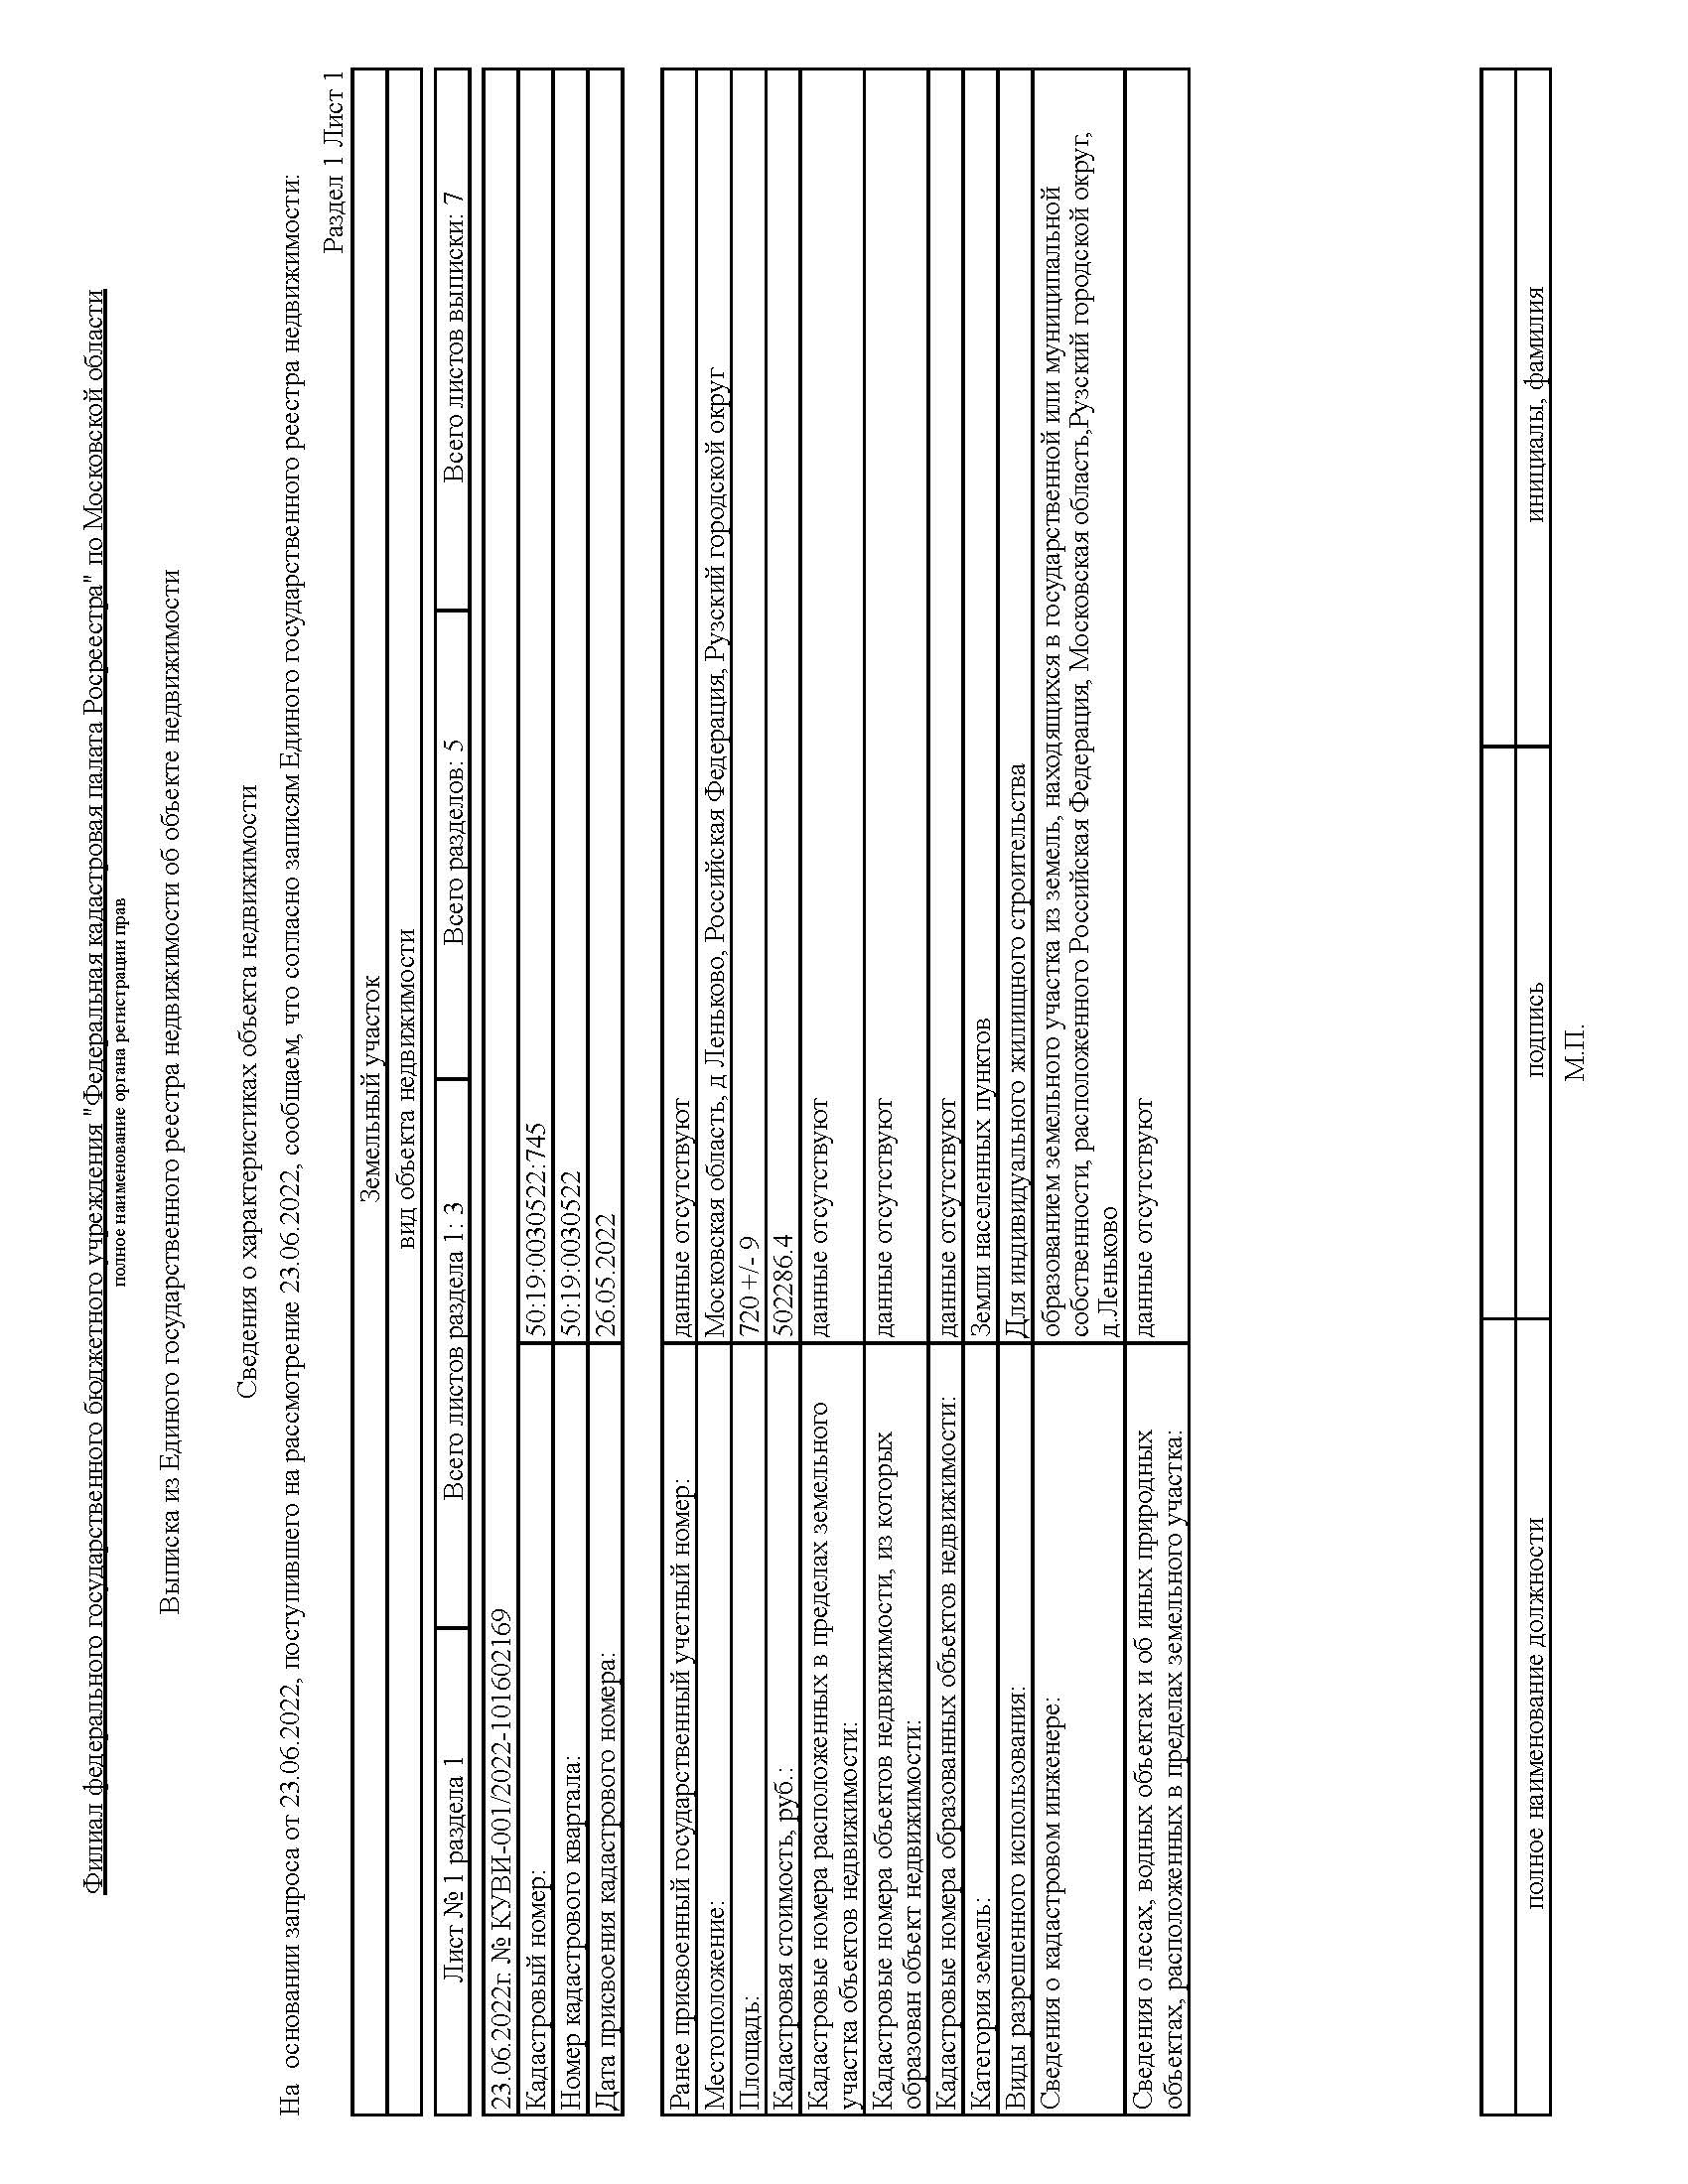 Филиал федерального государственного бюджетного учреждения "Федеральная кадастровая палата Росреестра" по Московской области
полное наименование органа регистрации прав
Выписка из Единого государственного реестра недвижимости об объекте недвижимости
Сведения о характеристиках объекта недвижимости
На основании запроса от 23.06.2022, поступившего на рассмотрение 23.06.2022, сообщаем, что согласно записям Единого государственного реестра недвижимости:
Раздел 1 Лист 1
Земельный участок
вид объекта недвижимости
Лист № 1 раздела 1 Всего листов раздела 1: 3 Всего разделов: 5 Всего листов выписки: 7
23.06.2022г. № КУВИ-001/2022-101602169
Кадастровый номер: 50:19:0030522:745
Номер кадастрового квартала: 50:19:0030522
Дата присвоения кадастрового номера: 26.05.2022
Ранее присвоенный государственный учетный номер: данные отсутствуют
Местоположение: Московская область, д Леньково, Российская Федерация, Рузский городской округ
Площадь: 720 +/- 9
Кадастровая стоимость, руб.: 502286.4
Кадастровые номера расположенных в пределах земельного данные отсутствуют
участка объектов недвижимости:
Кадастровые номера объектов недвижимости, из которых данные отсутствуют
образован объект недвижимости:
Кадастровые номера образованных объектов недвижимости: данные отсутствуют
Категория земель: Земли населенных пунктов
Виды разрешенного использования: Для индивидуального жилищного строительства
Сведения о кадастровом инженере: образованием земельного участка из земель, находящихся в государственной или муниципальной
собственности, расположенного Российская Федерация, Московская область,Рузский городской округ,
д.Леньково
Сведения о лесах, водных объектах и об иных природных данные отсутствуют
объектах, расположенных в пределах земельного участка:
полное наименование должности подпись инициалы, фамилия
М.П.